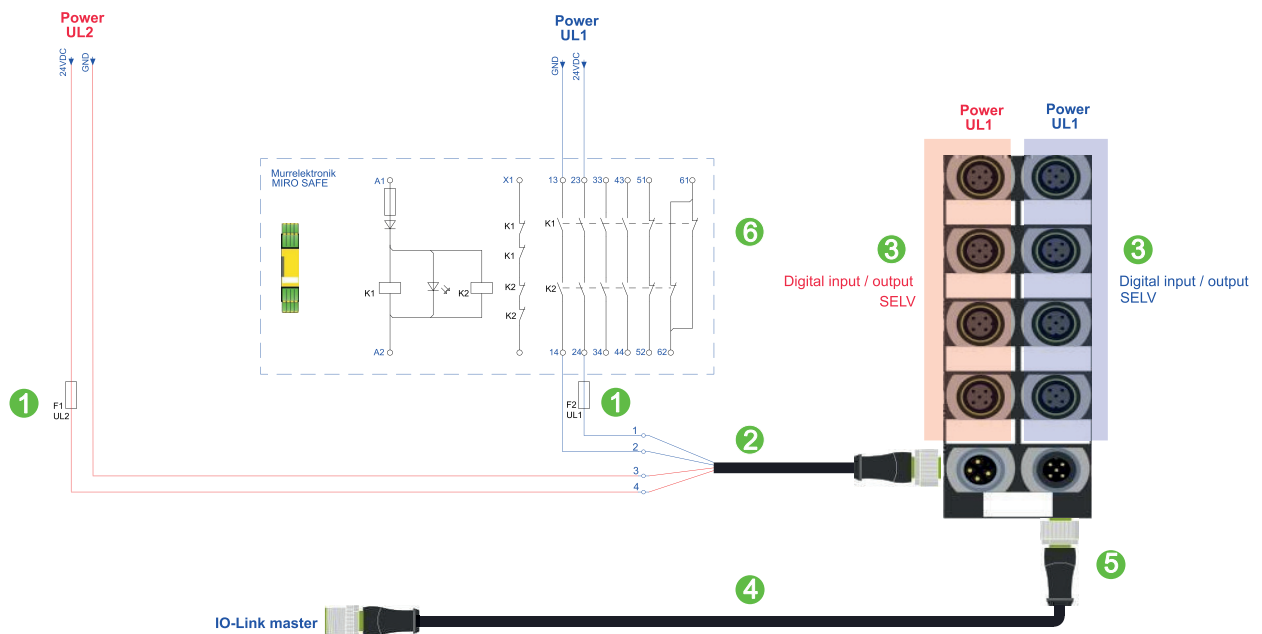 Power
UL2
24VDC
GND
Power
UL1
GND
24VDC
Murrelektronik
MIRO SAFE
A1
X1
13
23
33
43
51
61
K1
K1
K1
K1
K2
K2
K2
K2
A2
14
24
34
44
52
62
6
1
F1
UL2
F2
UL1
1
1
2
3
4
2
Power
UL1
Power
UL1
3
Digital input / output
SELV
3
Digital input / output
SELV
4
5
IO-Link master